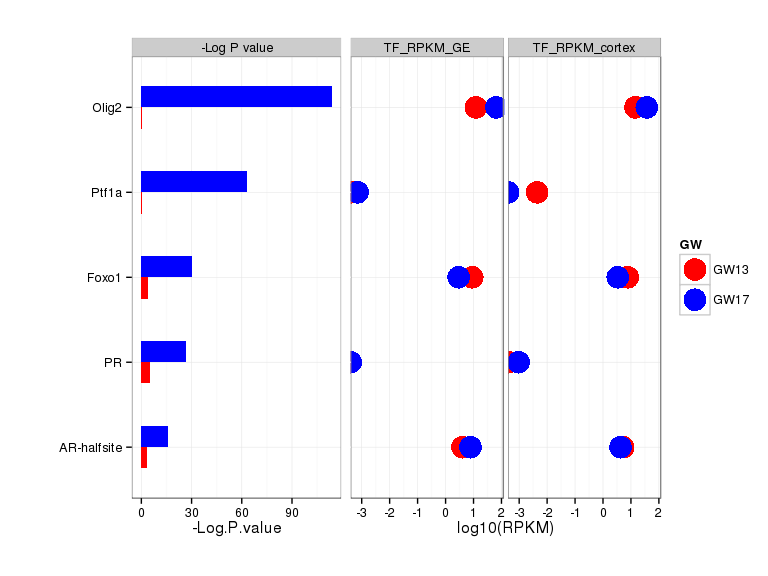 -Log P value TF_RPKM_GE TF_RPKM_cortex
Olig2
Ptf1a
Foxo1
PR
AR-halfsite
GW
GW13
GW17
0 30 60 90 -3 -2 -1 0 1 2 -3 -2 -1 0 1 2
-Log.P.value log10(RPKM)